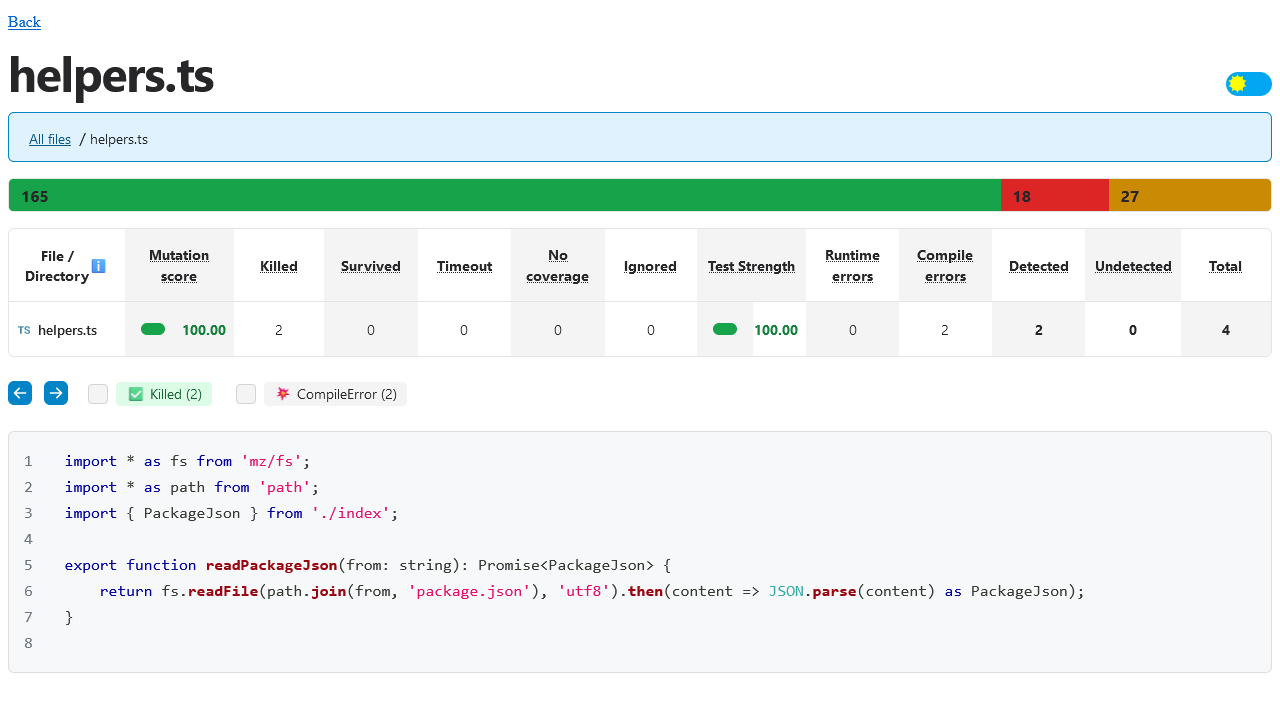 Back
helpers.ts
All files / helpers.ts
165 18 27
File / Directory ℹ️ Mutation score Killed Survived Timeout No coverage Ignored Test Strength Runtime errors Compile errors Detected Undetected Total
TS helpers.ts 100.00 2 0 0 0 0 100.00 0 2 2 0 4
✅ Killed (2) 💥 CompileError (2)
1 import * as fs from 'mz/fs';
2 import * as path from 'path';
3 import { PackageJson } from './index';
4
5 export function readPackageJson(from: string): Promise<PackageJson> {
6     return fs.readFile(path.join(from, 'package.json'), 'utf8').then(content => JSON.parse(content) as PackageJson);
7 }
8